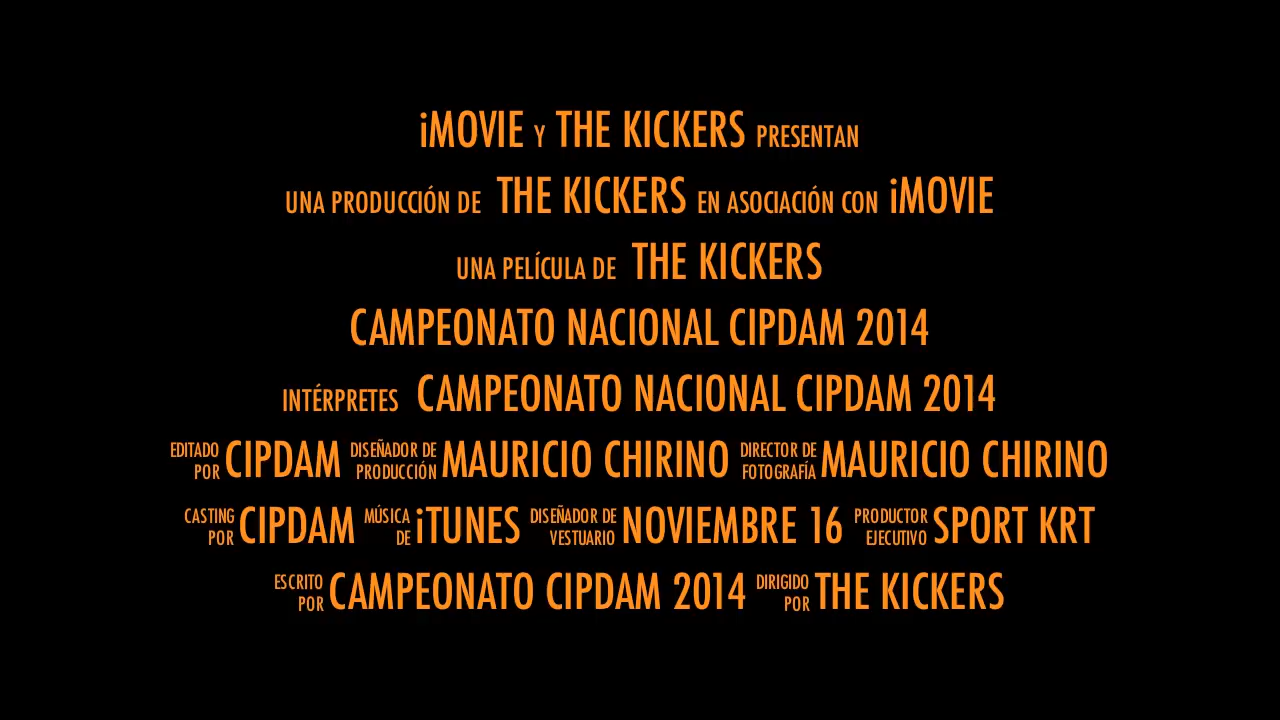 iMOVIE Y THE KICKERS PRESENTAN
UNA PRODUCCIÓN DE THE KICKERS EN ASOCIACIÓN CON iMOVIE
UNA PELÍCULA DE THE KICKERS
CAMPEONATO NACIONAL CIPDAM 2014
INTÉRPRETES CAMPEONATO NACIONAL CIPDAM 2014
EDITADO POR CIPDAM DISEÑADOR DE PRODUCCIÓN MAURICIO CHIRINO DIRECTOR DE FOTOGRAFÍA MAURICIO CHIRINO
CASTING POR CIPDAM MÚSICA DE iTUNES DISEÑADOR DE VESTUARIO NOVIEMBRE 16 PRODUCTOR EJECUTIVO SPORT KRT
ESCRITO POR CAMPEONATO CIPDAM 2014 DIRIGIDO POR THE KICKERS